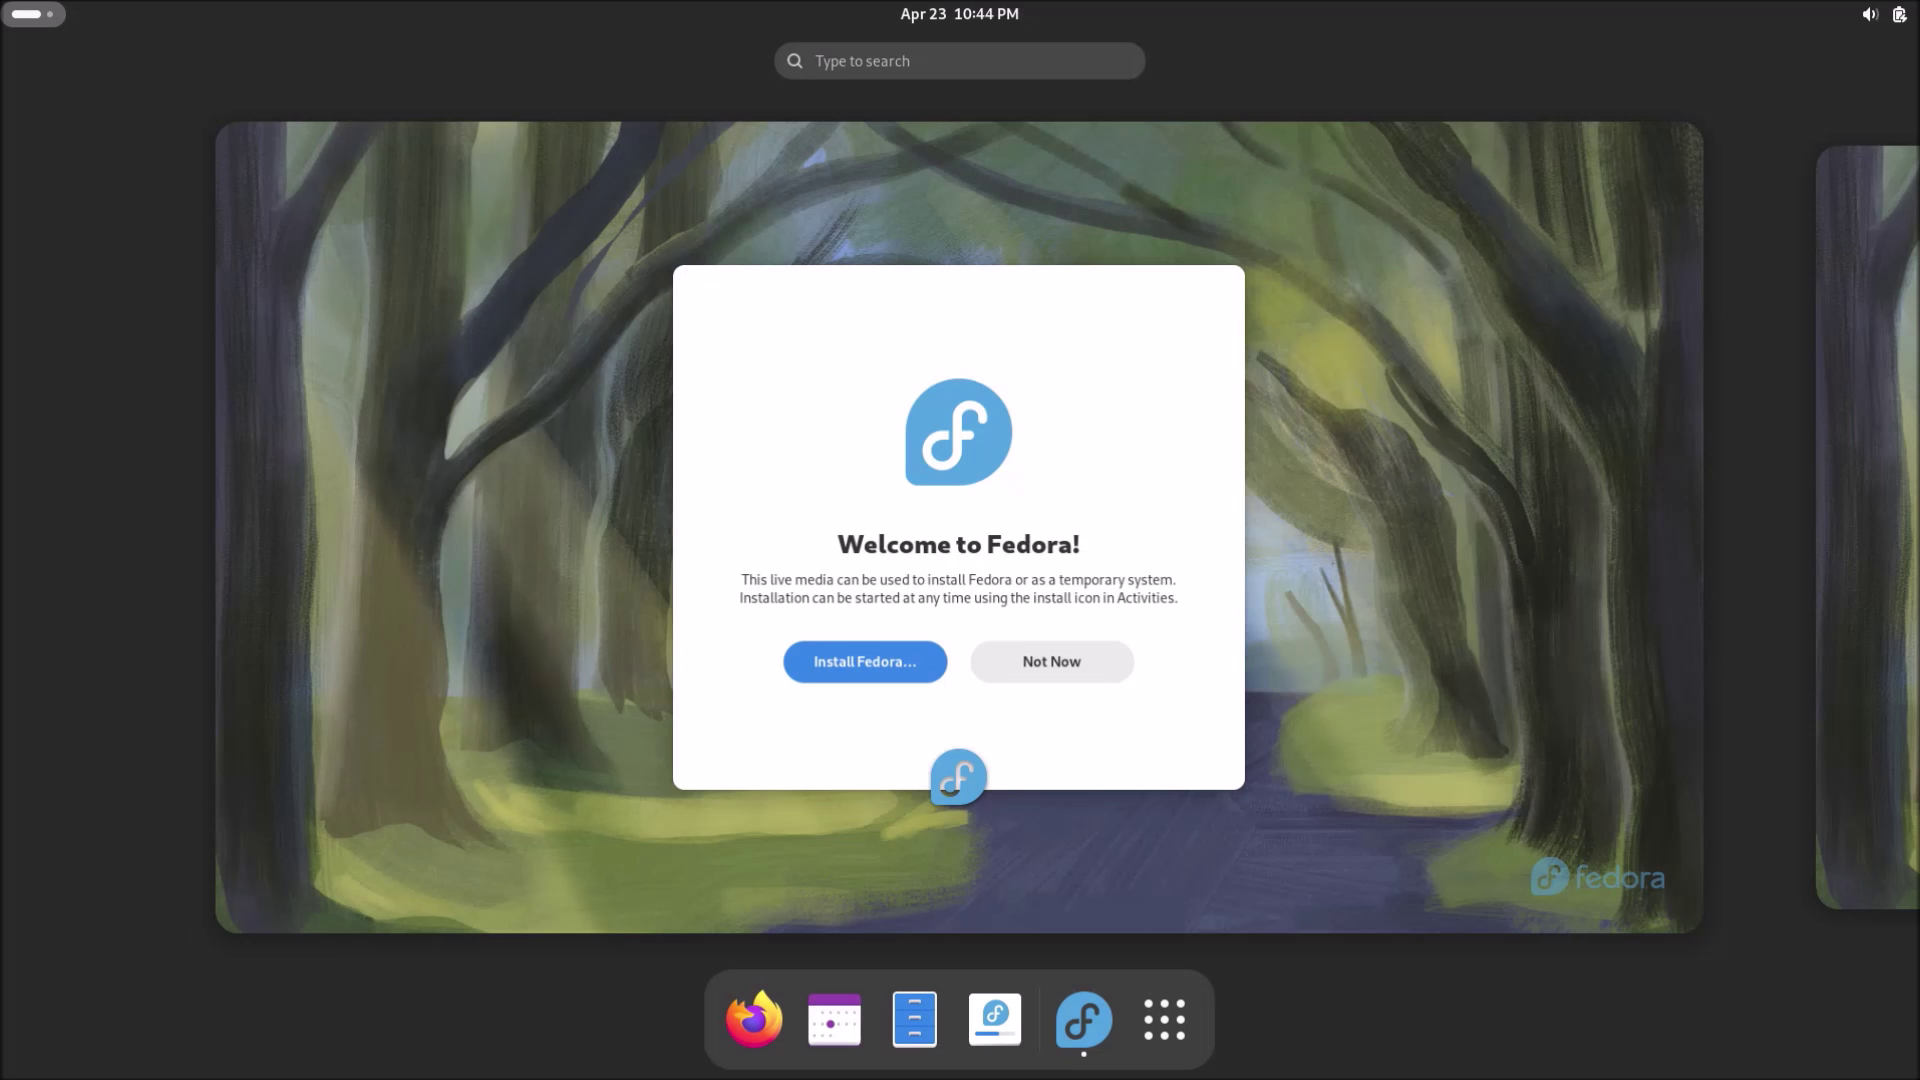 Apr 23 10:44 PM
Type to search
Welcome to Fedora!
This live media can be used to install Fedora or as a temporary system.
Installation can be started at any time using the install icon in Activities.
Install Fedora...
Not Now
fedora